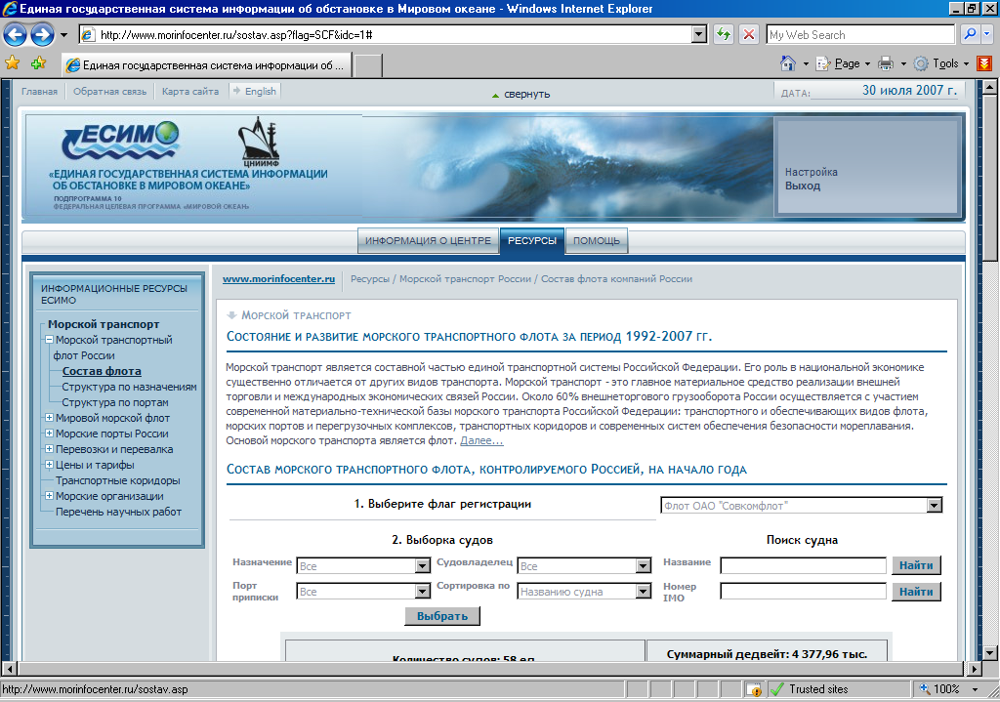 Единая государственная система информации об обстановке в Мировом океане - Windows Internet Explorer
http://www.morinfocenter.ru/sostav.asp?flag=SCF&idc=1#
My Web Search
Единая государственная система информации об ...
Page
Tools
Главная
Обратная связь
Карта сайта
English
свернуть
ДАТА:
30 июля 2007 г.
ЕСИМО
ЦНИИМФ
«ЕДИНАЯ ГОСУДАРСТВЕННАЯ СИСТЕМА ИНФОРМАЦИИ
ОБ ОБСТАНОВКЕ В МИРОВОМ ОКЕАНЕ»
ПОДПРОГРАММА 10
ФЕДЕРАЛЬНАЯ ЦЕЛЕВАЯ ПРОГРАММА «МИРОВОЙ ОКЕАН»
Настройка
Выход
ИНФОРМАЦИЯ О ЦЕНТРЕ
РЕСУРСЫ
ПОМОЩЬ
ИНФОРМАЦИОННЫЕ РЕСУРСЫ
ЕСИМО
Морской транспорт
Морской транспортный
флот России
Состав флота
Структура по назначениям
Структура по портам
Мировой морской флот
Морские порты России
Перевозки и перевалка
Цены и тарифы
Транспортные коридоры
Морские организации
Перечень научных работ
www.morinfocenter.ru
Ресурсы / Морской транспорт России / Состав флота компаний России
Морской транспорт
Состояние и развитие морского транспортного флота за период 1992-2007 гг.
Морской транспорт является составной частью единой транспортной системы Российской Федерации. Его роль в национальной экономике
существенно отличается от других видов транспорта. Морской транспорт - это главное материальное средство реализации внешней
торговли и международных экономических связей России. Около 60% внешнеторгового грузооборота России осуществляется с участием
современной материально-технической базы морского транспорта Российской Федерации: транспортного и обеспечивающих видов флота,
морских портов и перегрузочных комплексов, транспортных коридоров и современных систем обеспечения безопасности мореплавания.
Основой морского транспорта является флот. Далее...
Состав морского транспортного флота, контролируемого Россией, на начало года
1. Выберите флаг регистрации
Флот ОАО "Совкомфлот"
2. Выборка судов
Поиск судна
Назначение
Все
Судовладелец
Все
Название
Найти
Порт
приписки
Все
Сортировка по
Названию судна
Номер
IMO
Найти
Выбрать
Количество судов: 58 ед.
Суммарный дедвейт: 4 377,96 тыс.
http://www.morinfocenter.ru/sostav.asp
Trusted sites
100%